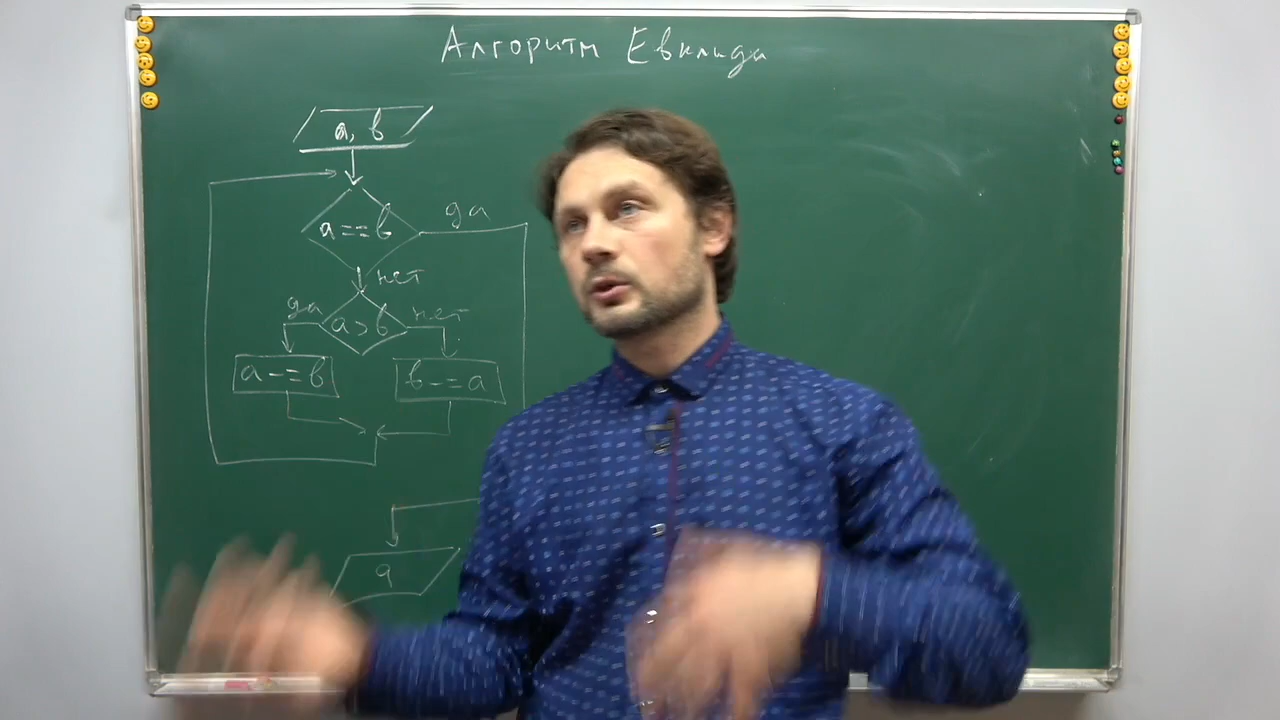 Алгоритм Евклида
a, b
a==b
да
нет
да
a>b
нет
a-=b
b-=a
a